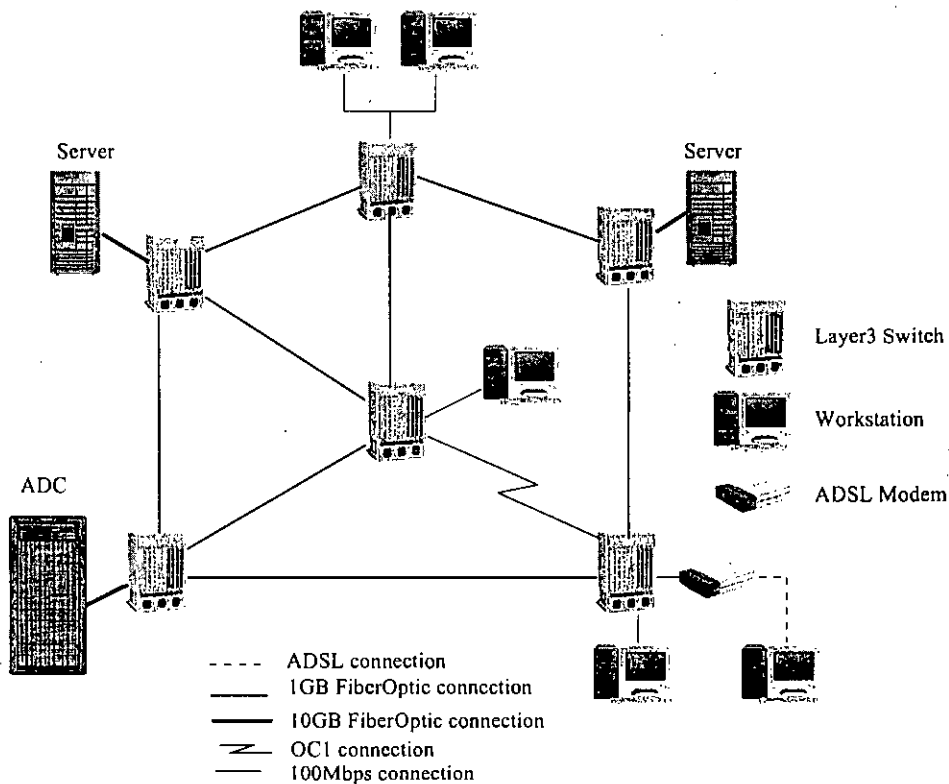 Server
Server
Layer3 Switch
Workstation
ADC
ADSL Modem
ADSL connection
1GB FiberOptic connection
10GB FiberOptic connection
OC1 connection
100Mbps connection